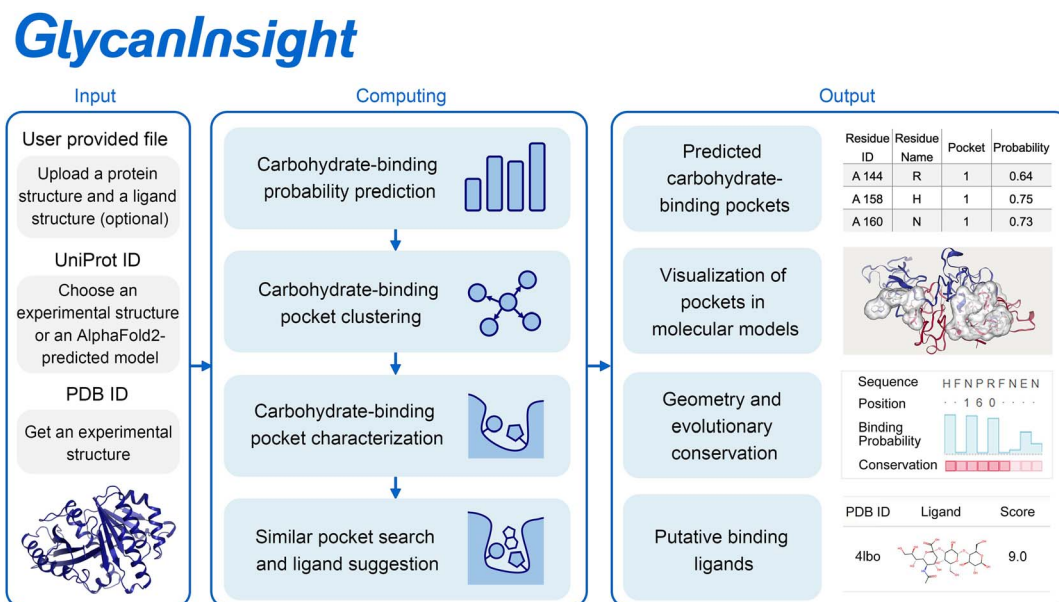 GlycanInsight
Input
Computing
Output
User provided file
Upload a protein
structure and a ligand
structure (optional)
UniProt ID
Choose an
experimental structure
or an AlphaFold2-
predicted model
PDB ID
Get an experimental
structure
Carbohydrate-binding
probability prediction
Carbohydrate-binding
pocket clustering
Carbohydrate-binding
pocket characterization
Similar pocket search
and ligand suggestion
Predicted
carbohydrate-
binding pockets
Residue ID Residue Name Pocket Probability
A 144 R 1 0.64
A 158 H 1 0.75
A 160 N 1 0.73
Visualization of
pockets in
molecular models
Geometry and
evolutionary
conservation
Sequence H F N P R F N E N
Position · · 1 6 0 · · · ·
Binding
Probability
Conservation
Putative binding
ligands
PDB ID Ligand Score
4lbo 9.0